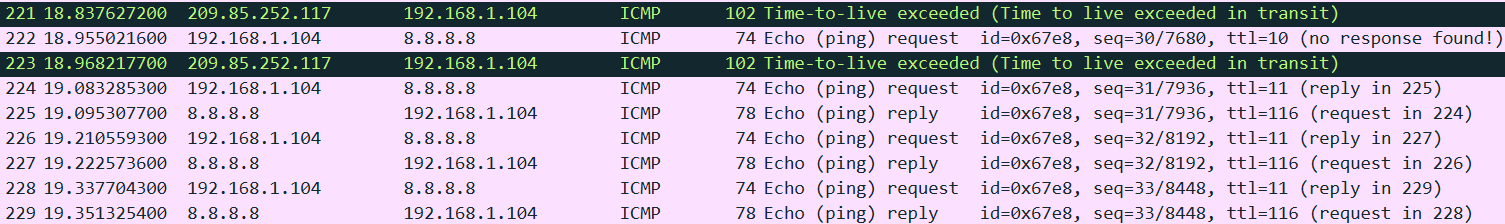 221 18.837627200 209.85.252.117 192.168.1.104 ICMP 102 Time-to-live exceeded (Time to live exceeded in transit)
222 18.955021600 192.168.1.104 8.8.8.8 ICMP 74 Echo (ping) request id=0x67e8, seq=30/7680, ttl=10 (no response found!)
223 18.968217700 209.85.252.117 192.168.1.104 ICMP 102 Time-to-live exceeded (Time to live exceeded in transit)
224 19.083285300 192.168.1.104 8.8.8.8 ICMP 74 Echo (ping) request id=0x67e8, seq=31/7936, ttl=11 (reply in 225)
225 19.095307700 8.8.8.8 192.168.1.104 ICMP 78 Echo (ping) reply id=0x67e8, seq=31/7936, ttl=116 (request in 224)
226 19.210559300 192.168.1.104 8.8.8.8 ICMP 74 Echo (ping) request id=0x67e8, seq=32/8192, ttl=11 (reply in 227)
227 19.222573600 8.8.8.8 192.168.1.104 ICMP 78 Echo (ping) reply id=0x67e8, seq=32/8192, ttl=116 (request in 226)
228 19.337704300 192.168.1.104 8.8.8.8 ICMP 74 Echo (ping) request id=0x67e8, seq=33/8448, ttl=11 (reply in 229)
229 19.351325400 8.8.8.8 192.168.1.104 ICMP 78 Echo (ping) reply id=0x67e8, seq=33/8448, ttl=116 (request in 228)